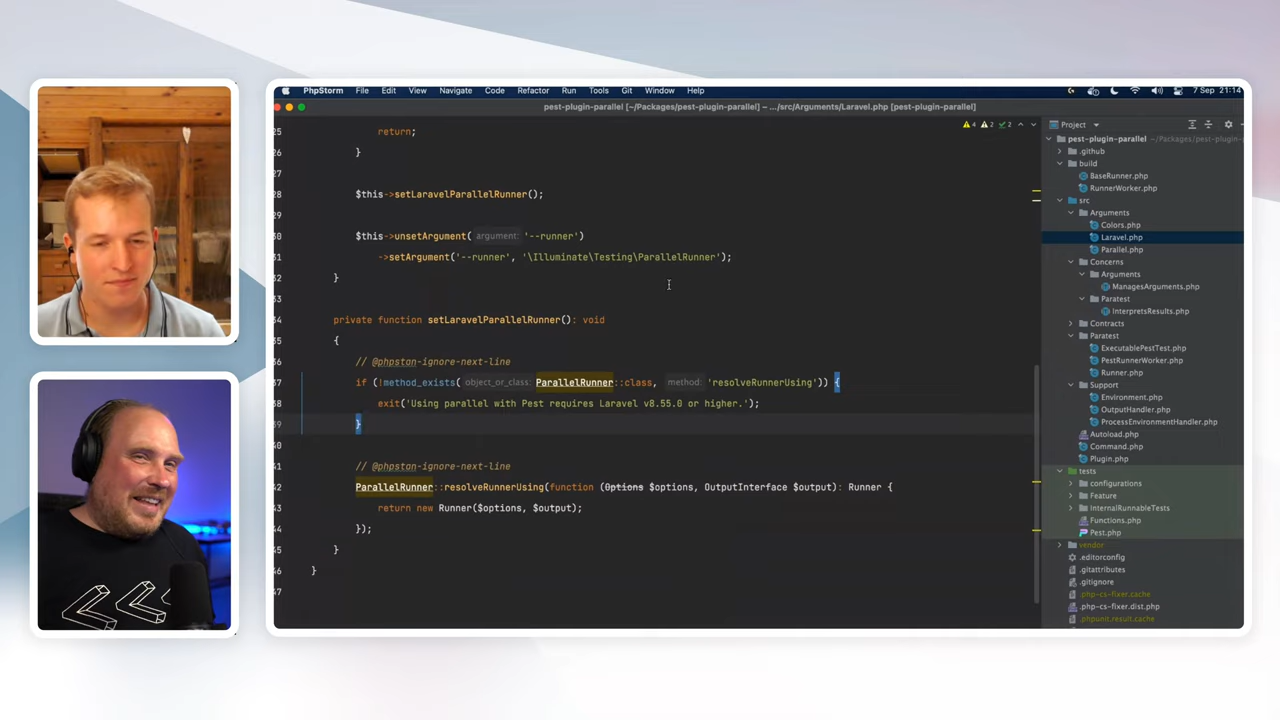 PhpStorm File Edit View Navigate Code Refactor Run Tools Git Window Help 7 Sep 21:14
pest-plugin-parallel [~/Packages/pest-plugin-parallel] – .../src/Arguments/Laravel.php [pest-plugin-parallel]
4 2 2
25 return;
26 }
27
28 $this->setLaravelParallelRunner();
29
30 $this->unsetArgument( argument: '--runner')
31 ->setArgument('--runner', '\Illuminate\Testing\ParallelRunner');
32 }
33
34 private function setLaravelParallelRunner(): void
35 {
36 // @phpstan-ignore-next-line
37 if (!method_exists( object_or_class: ParallelRunner::class, method: 'resolveRunnerUsing')) {
38 exit('Using parallel with Pest requires Laravel v8.55.0 or higher.');
39 }
40
41 // @phpstan-ignore-next-line
42 ParallelRunner::resolveRunnerUsing(function (Options $options, OutputInterface $output): Runner {
43 return new Runner($options, $output);
44 });
45 }
46 }
47
Project
pest-plugin-parallel ~/Packages/pest-plugin-
.github
build
BaseRunner.php
RunnerWorker.php
src
Arguments
Colors.php
Laravel.php
Parallel.php
Concerns
Arguments
ManagesArguments.php
Paratest
InterpretsResults.php
Contracts
Paratest
ExecutablePestTest.php
PestRunnerWorker.php
Runner.php
Support
Environment.php
OutputHandler.php
ProcessEnvironmentHandler.php
Autoload.php
Command.php
Plugin.php
tests
configurations
Feature
InternalRunnableTests
Functions.php
Pest.php
vendor
.editorconfig
.gitattributes
.gitignore
.php-cs-fixer.cache
.php-cs-fixer.dist.php
.phpunit.result.cache